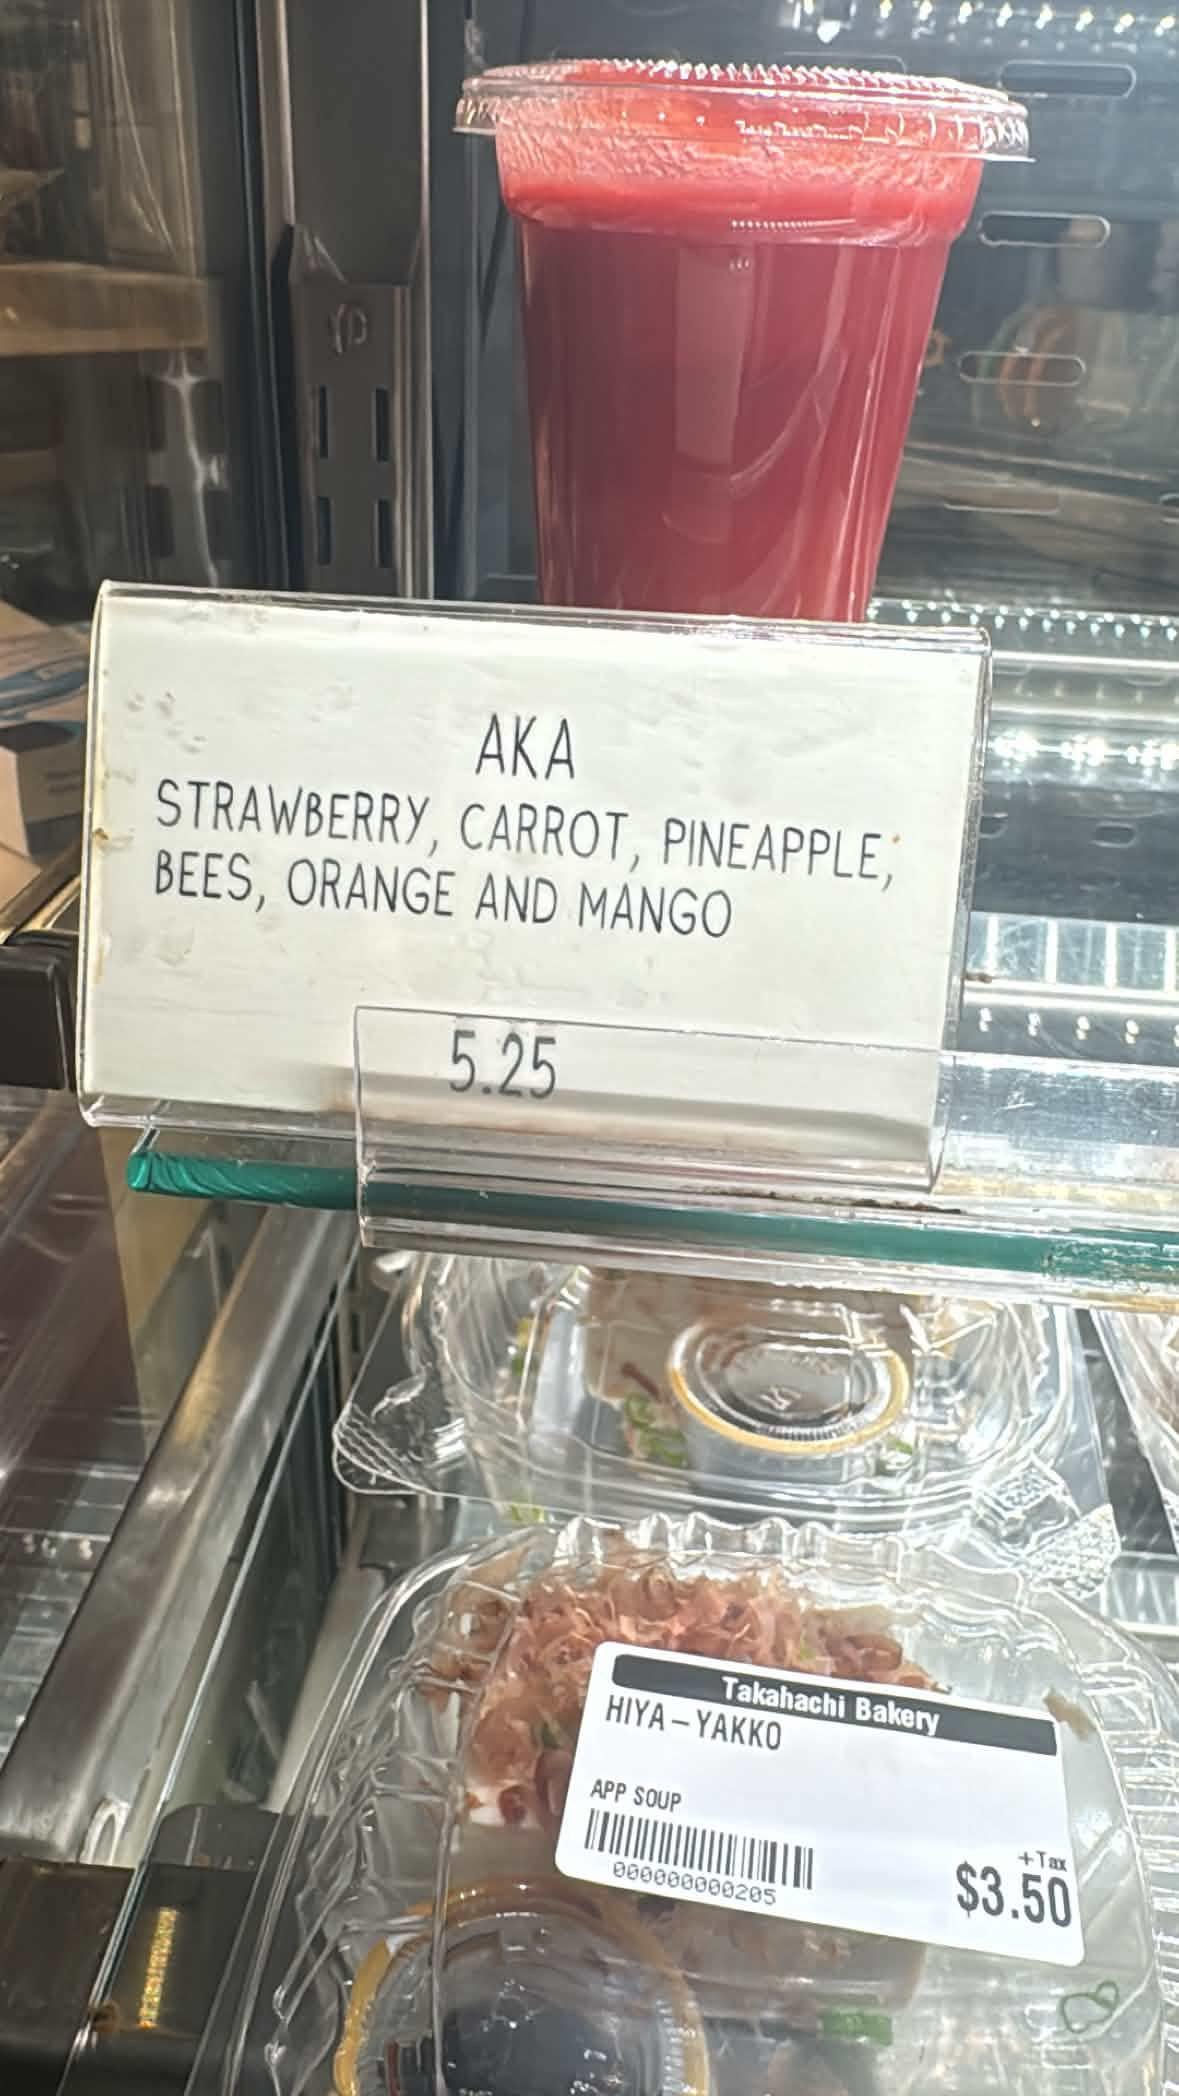 AKA
STRAWBERRY, CARROT, PINEAPPLE,
BEES, ORANGE AND MANGO
5.25
Takahachi Bakery
HIYA-YAKKO
APP SOUP
000000000205
+Tax
$3.50